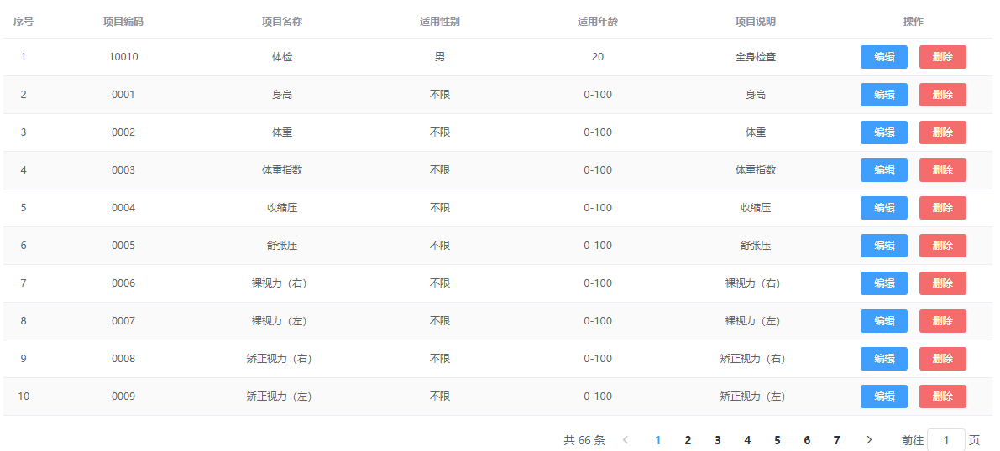 序号 项目编码 项目名称 适用性别 适用年龄 项目说明 操作
1 10010 体检 男 20 全身检查 编辑 删除
2 0001 身高 不限 0-100 身高 编辑 删除
3 0002 体重 不限 0-100 体重 编辑 删除
4 0003 体重指数 不限 0-100 体重指数 编辑 删除
5 0004 收缩压 不限 0-100 收缩压 编辑 删除
6 0005 舒张压 不限 0-100 舒张压 编辑 删除
7 0006 裸视力（右） 不限 0-100 裸视力（右） 编辑 删除
8 0007 裸视力（左） 不限 0-100 裸视力（左） 编辑 删除
9 0008 矫正视力（右） 不限 0-100 矫正视力（右） 编辑 删除
10 0009 矫正视力（左） 不限 0-100 矫正视力（左） 编辑 删除
共 66 条 1 2 3 4 5 6 7 前往 1 页